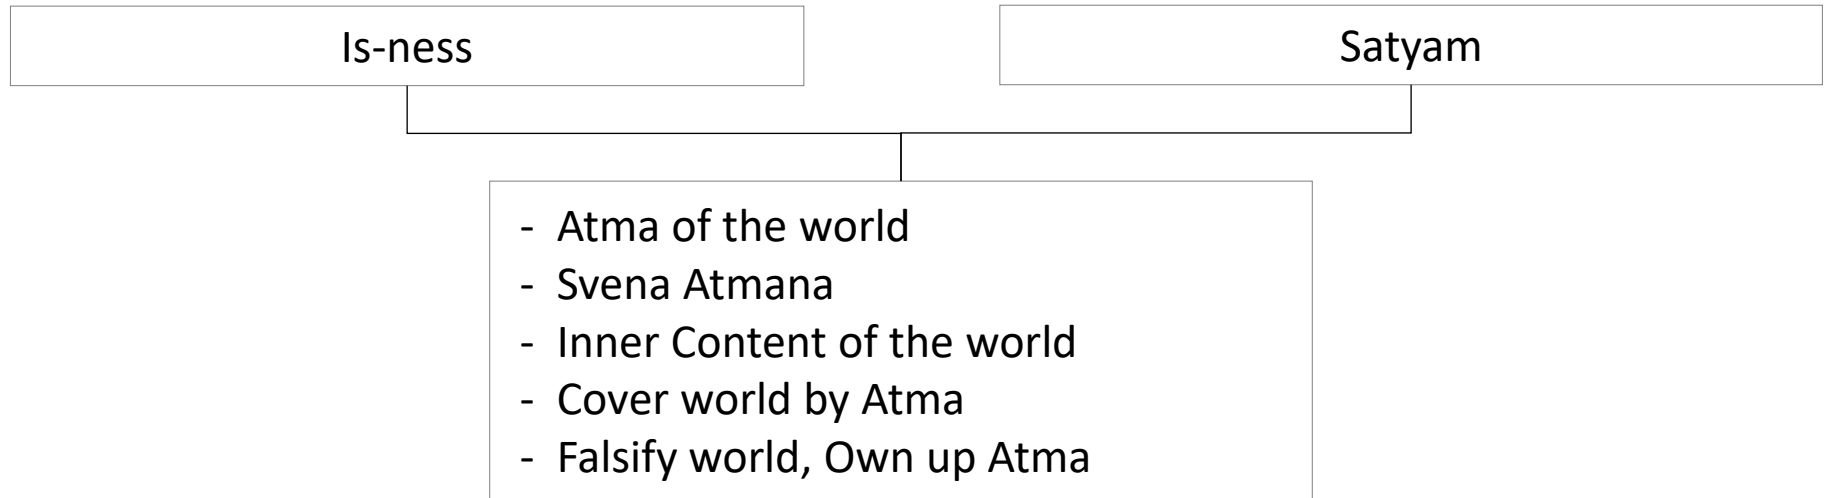 Is-ness
Satyam
- Atma of the world
- Svena Atmana
- Inner Content of the world
- Cover world by Atma
- Falsify world, Own up Atma